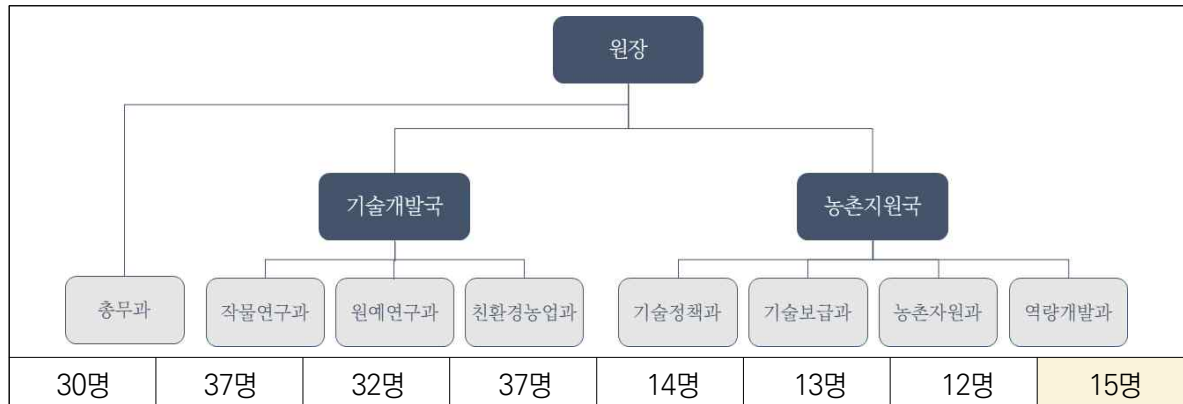 원장
기술개발국 농촌지원국
총무과 작물연구과 원예연구과 친환경농업과 기술정책과 기술보급과 농촌자원과 역량개발과
30명 37명 32명 37명 14명 13명 12명 15명